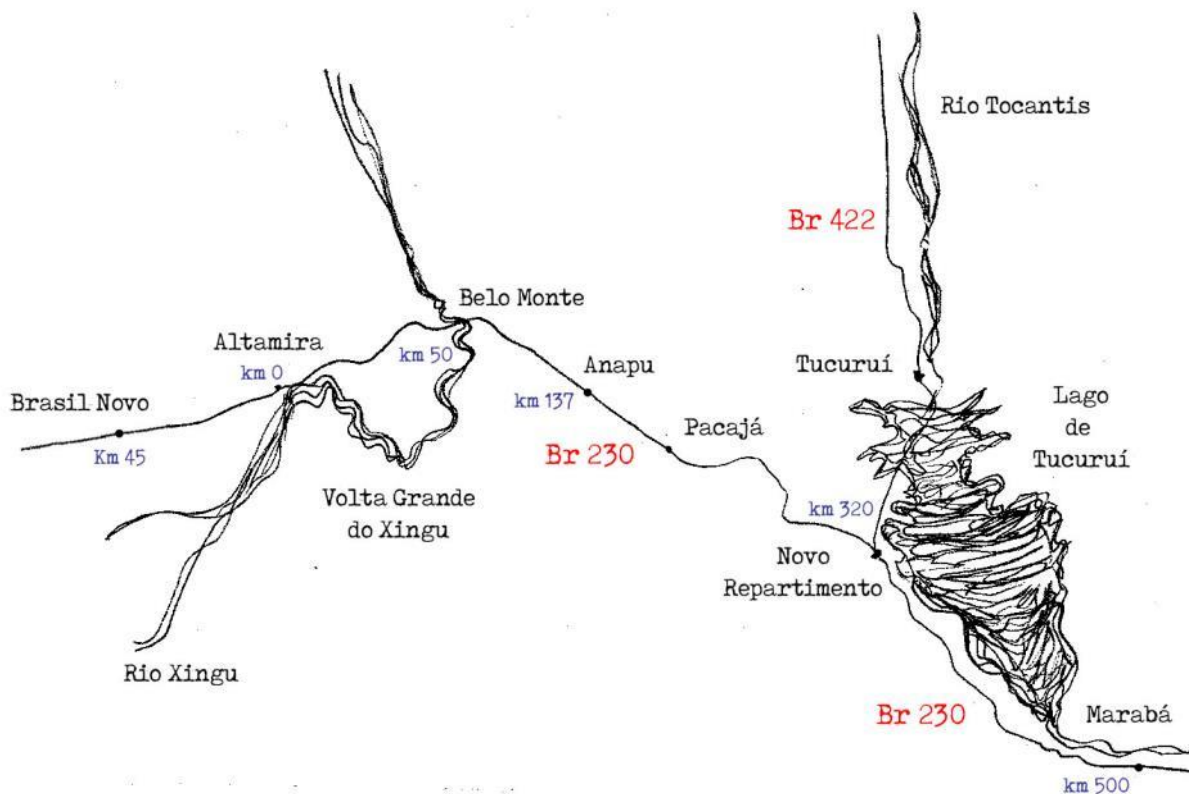 Rio Tocantis
Br 422
Belo Monte
Altamira
km 50
km 0
Tucuruí
Anapu
Brasil Novo
km 137
Lago
de
Tucuruí
Pacajá
Km 45
Br 230
Volta Grande
do Xingu
km 320
Novo
Repartimento
Rio Xingu
Br 230
Marabá
km 500